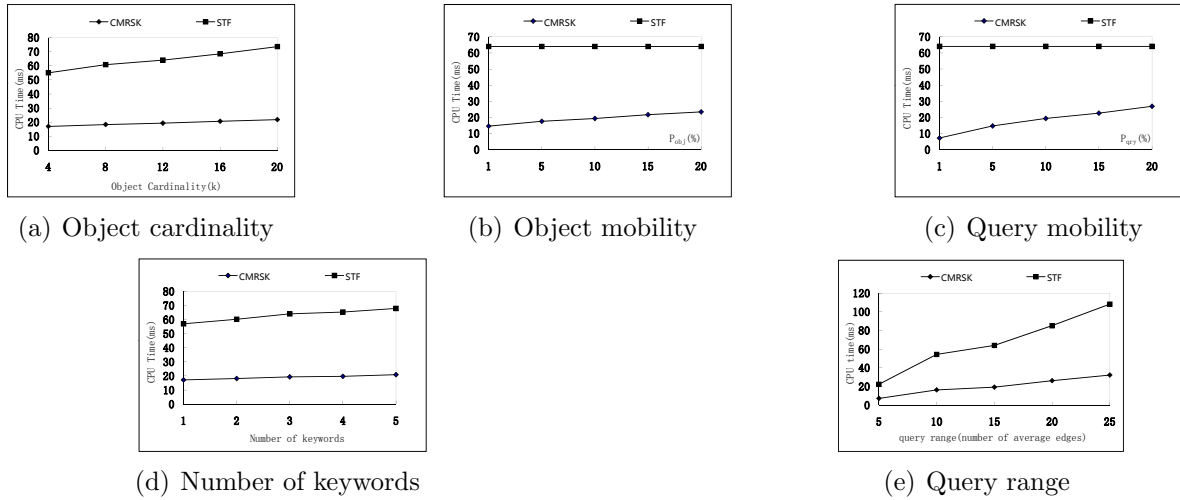 CMRSK STF
CPU Time(ms)
80
70
60
50
40
30
20
10
0
4 8 12 16 20
Object Cardinality(k)
(a) Object cardinality
CMRSK STF
CPU Time(ms)
70
60
50
40
30
20
10
0
P_obj(%)
1 5 10 15 20
(b) Object mobility
CMRSK STF
CPU Time(ms)
70
60
50
40
30
20
10
0
P_qry(%)
1 5 10 15 20
(c) Query mobility
CMRSK STF
CPU Time(ms)
80
70
60
50
40
30
20
10
0
1 2 3 4 5
Number of keywords
(d) Number of keywords
CMRSK STF
CPU time(ms)
120
100
80
60
40
20
0
5 10 15 20 25
query range(number of average edges)
(e) Query range